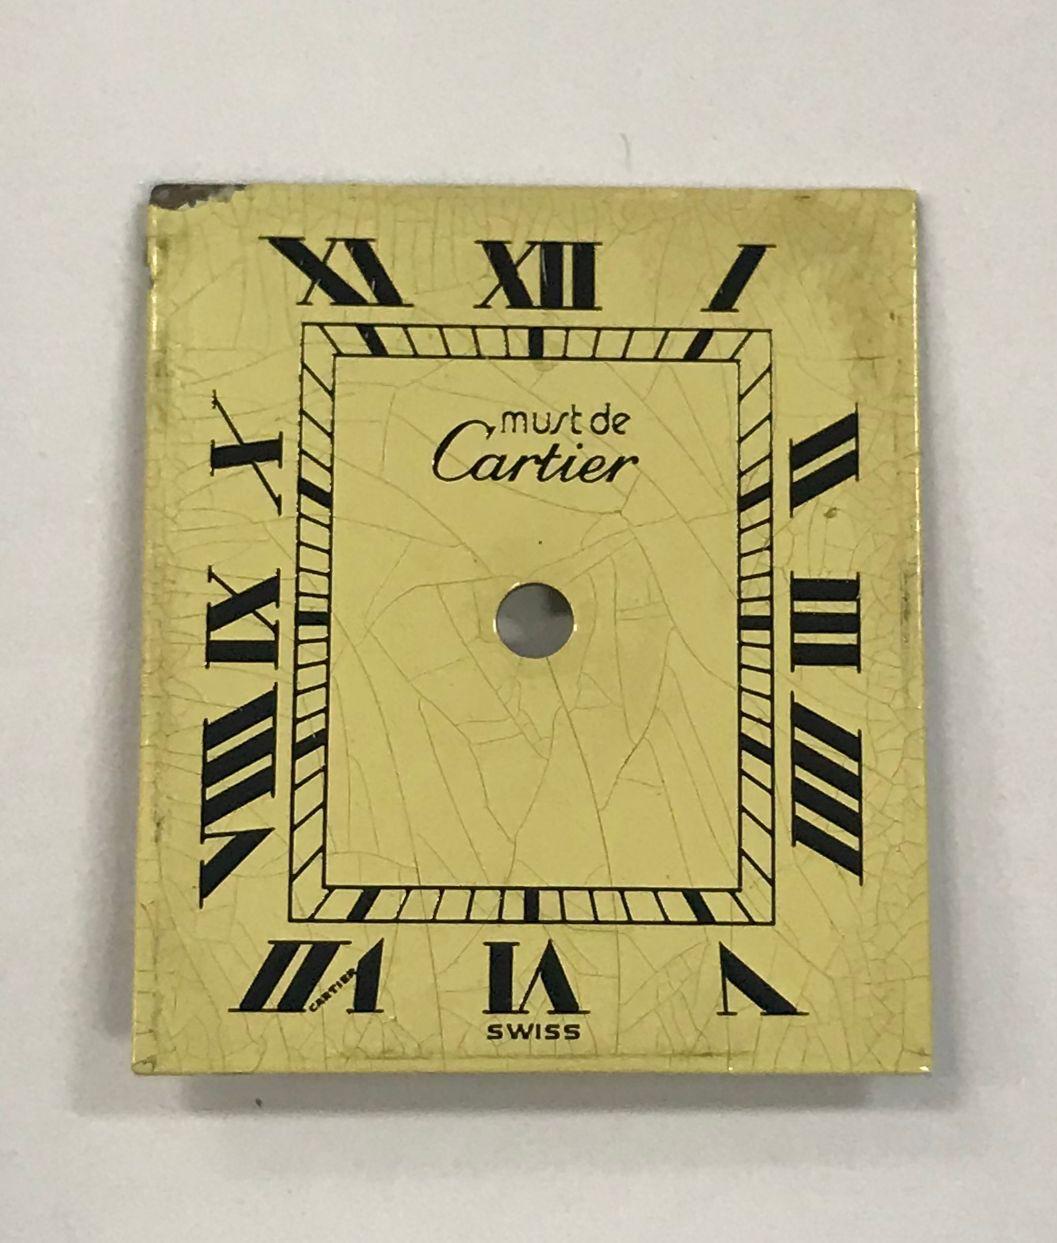 XI XII I
must de
Cartier
X II
IX III
VIII IIII
VII CARTIER VI V
SWISS